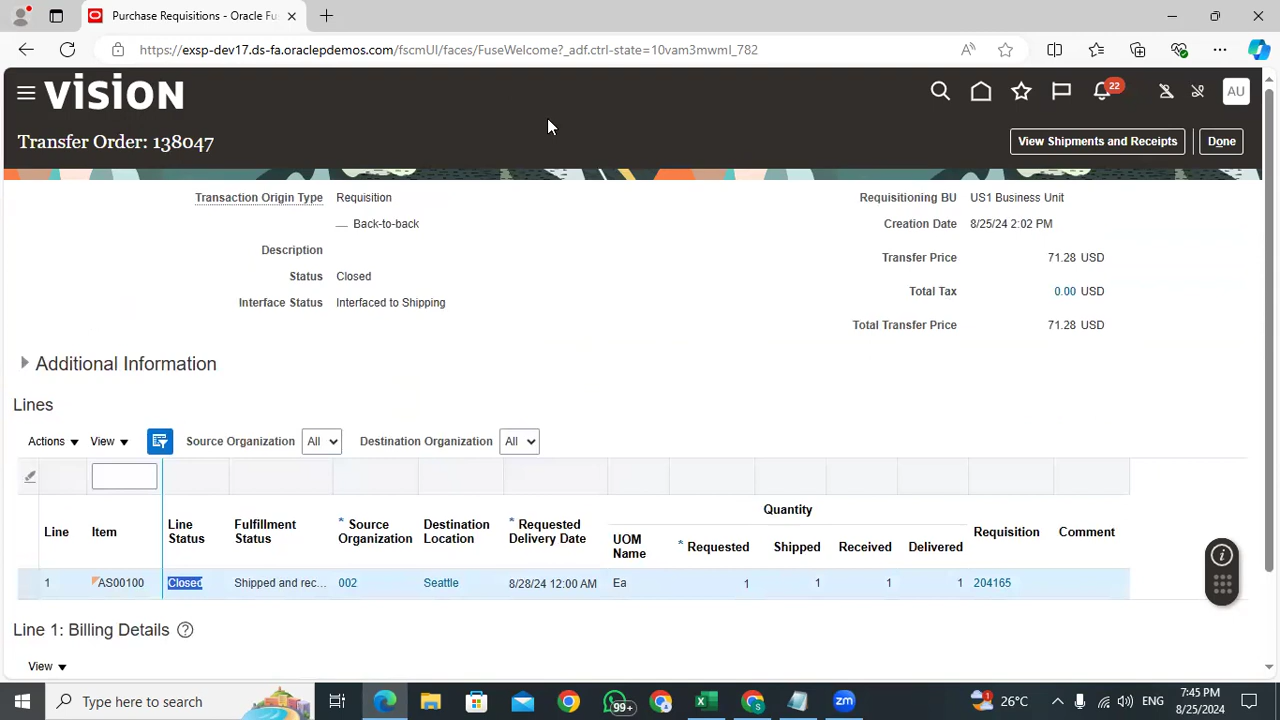 Purchase Requisitions - Oracle Fu
https://exsp-dev17.ds-fa.oraclepdemos.com/fscmUI/faces/FuseWelcome?_adf.ctrl-state=10vam3mwml_782
vision
22
AU
Transfer Order: 138047
View Shipments and Receipts
Done
Transaction Origin Type Requisition
Requisitioning BU US1 Business Unit
Back-to-back
Creation Date 8/25/24 2:02 PM
Description
Transfer Price 71.28 USD
Status Closed
Total Tax 0.00 USD
Interface Status Interfaced to Shipping
Total Transfer Price 71.28 USD
Additional Information
Lines
Actions View Source Organization All Destination Organization All
Quantity
Line Item Line Status Fulfillment Status * Source Organization Destination Location * Requested Delivery Date UOM Name * Requested Shipped Received Delivered Requisition Comment
1 AS00100 Closed Shipped and rec... 002 Seattle 8/28/24 12:00 AM Ea 1 1 1 1 204165
Line 1: Billing Details ?
View
Type here to search
99+
1
26°C
ENG
7:45 PM
8/25/2024